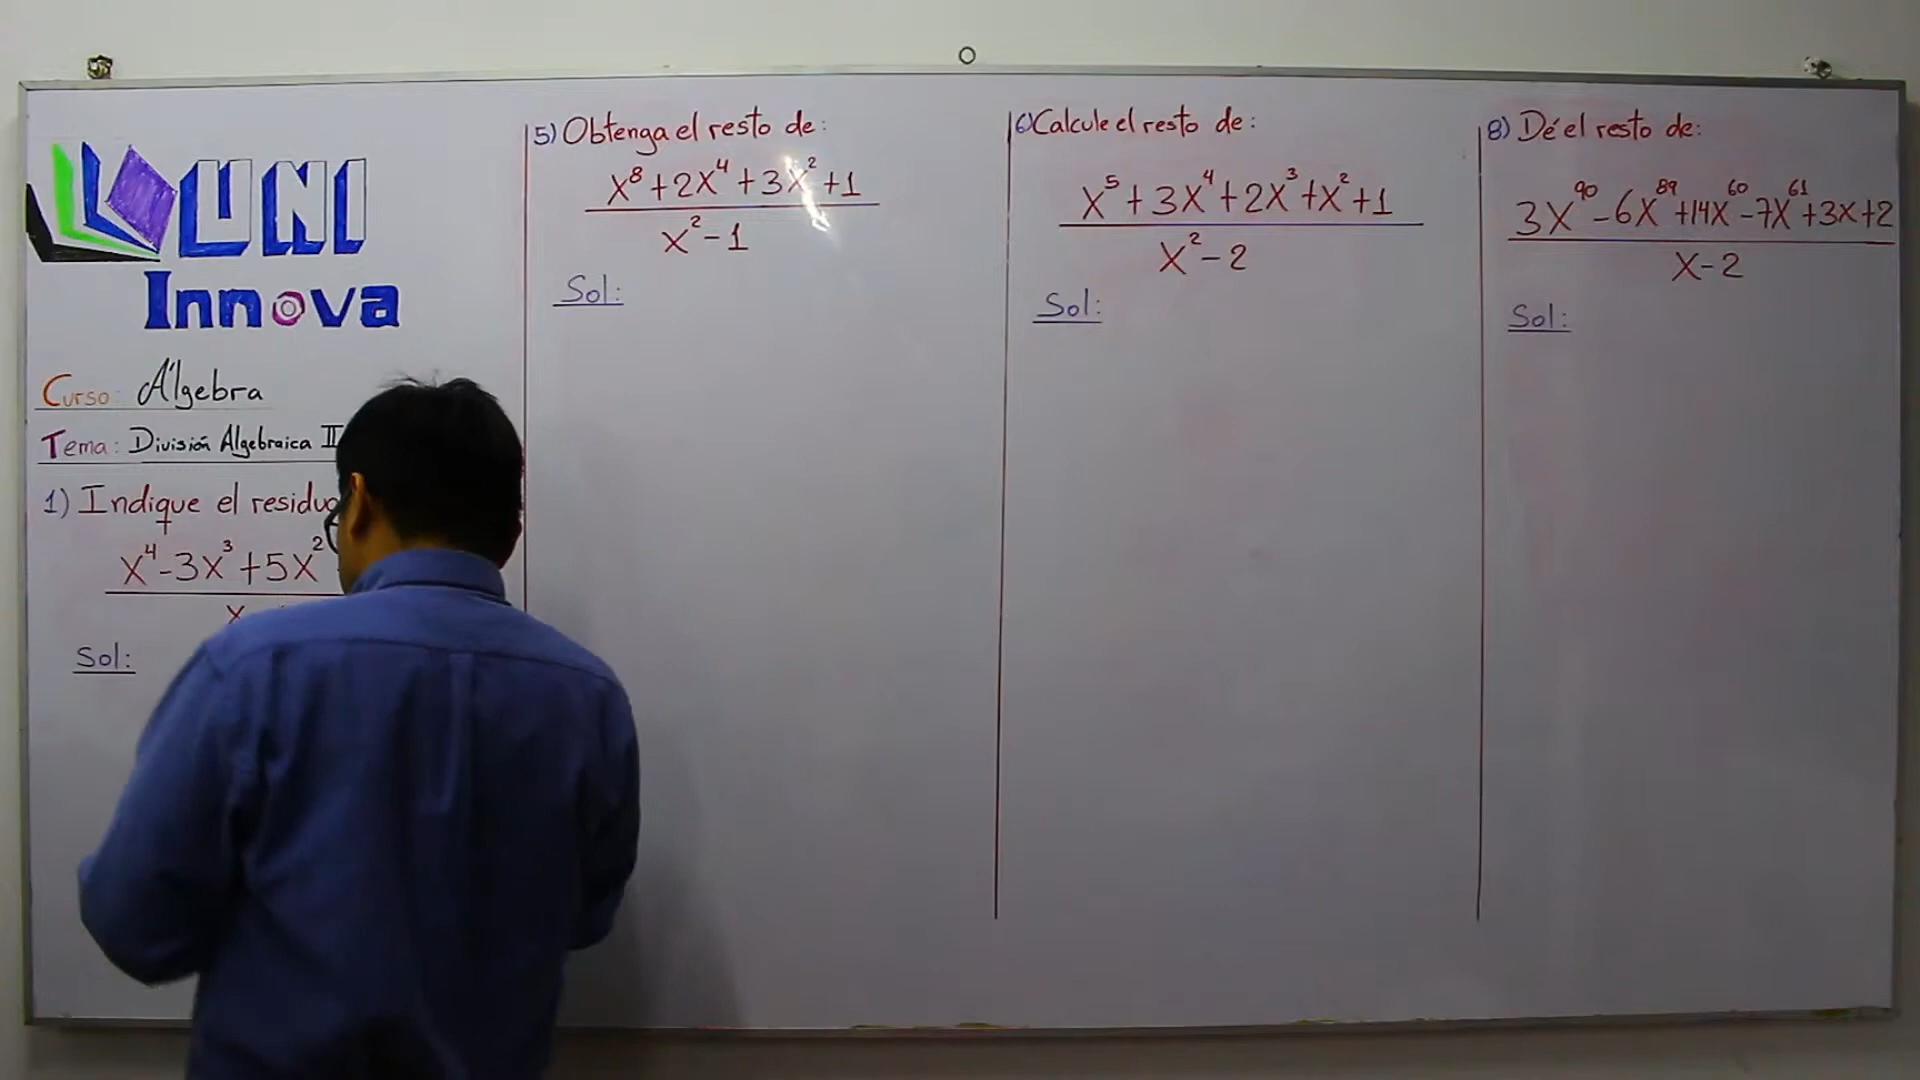 UNI
Innova
Curso: Álgebra
Tema: División Algebraica II
1) Indique el residuo
x⁴-3x³+5x²
x
Sol:
5) Obtenga el resto de:
x⁸+2x⁴+3x²+1
x²-1
Sol:
6) Calcule el resto de:
x⁵+3x⁴+2x³+x²+1
x²-2
Sol:
8) Dé el resto de:
3x⁹⁰-6x⁸⁹+14x⁶⁰-7x⁶¹+3x+2
x-2
Sol: